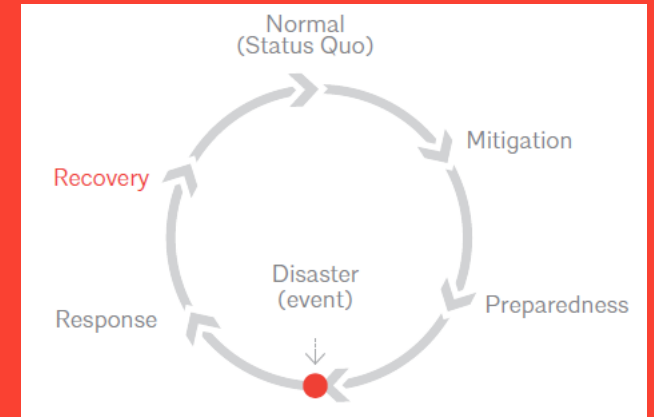 Normal
(Status Quo)
Mitigation
Recovery
Disaster
(event)
Preparedness
Response